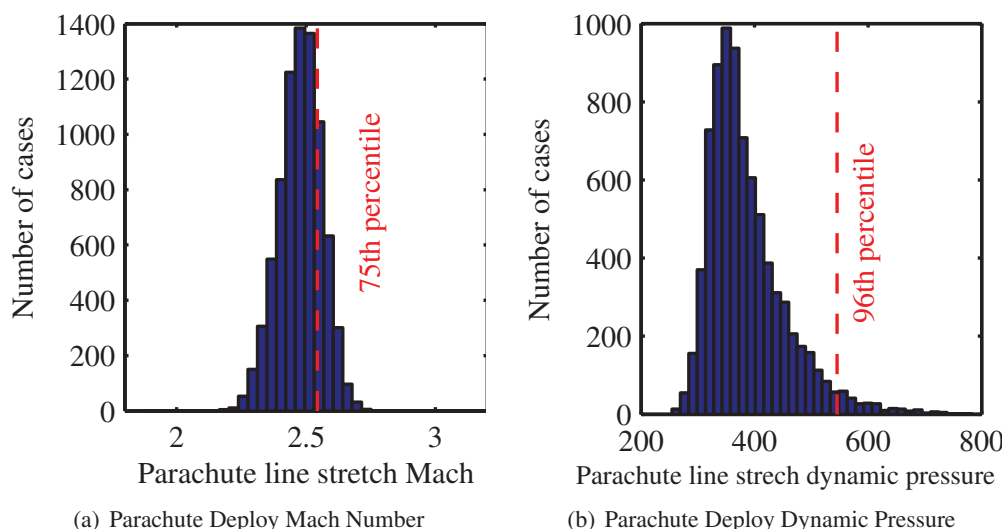 1400
1200
1000
800
600
400
200
0
Number of cases
75th percentile
2
2.5
3
Parachute line stretch Mach
(a) Parachute Deploy Mach Number
1000
800
600
400
200
0
Number of cases
96th percentile
200
400
600
800
Parachute line strech dynamic pressure
(b) Parachute Deploy Dynamic Pressure